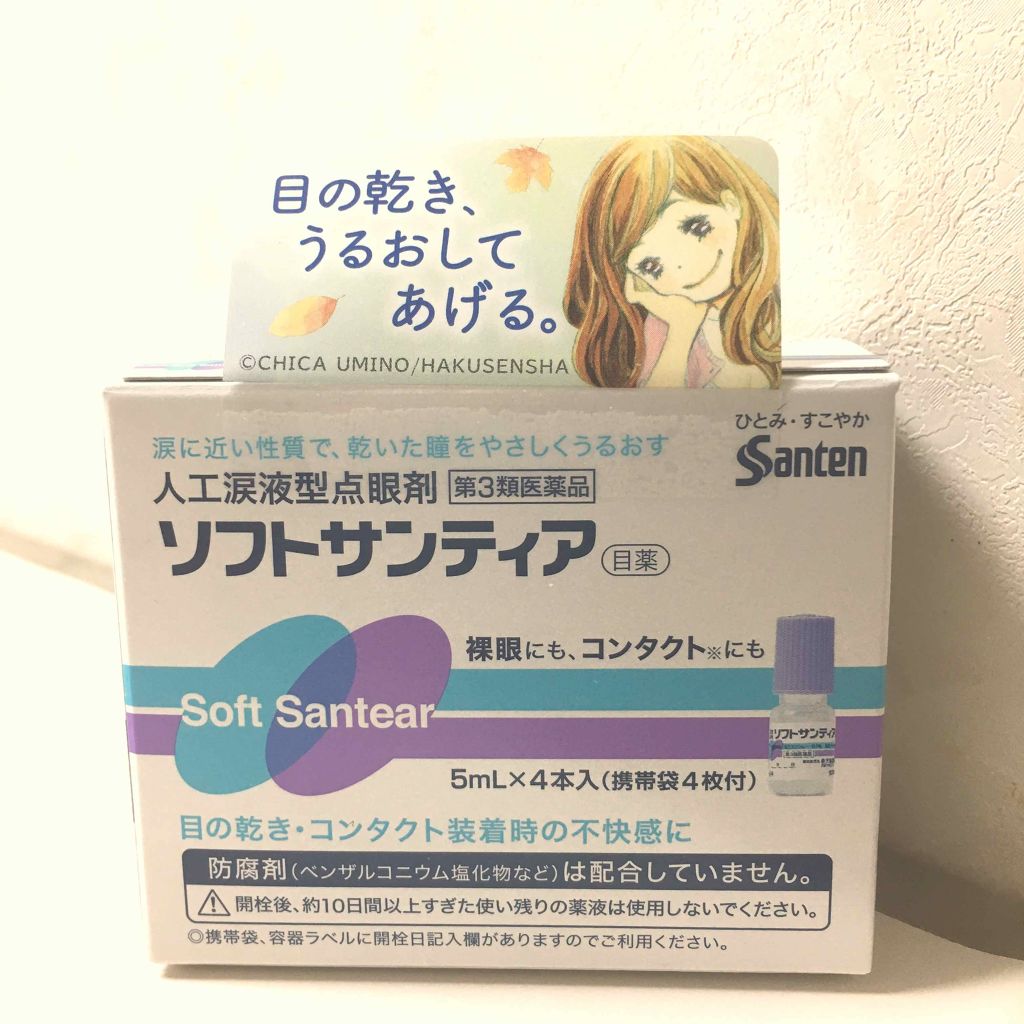 目の乾き、
うるおして
あげる。
©CHICA UMINO/HAKUSENSHA
ひとみ・すこやか
Santen
涙に近い性質で、乾いた瞳をやさしくうるおす
人工涙液型点眼剤 第3類医薬品
ソフトサンティア 目薬
裸眼にも、コンタクト※にも
Soft Santear
ソフトサンティア
5mL×4本入(携帯袋4枚付)
目の乾き・コンタクト装着時の不快感に
防腐剤(ベンザルコニウム塩化物など)は配合していません。
開栓後、約10日間以上すぎた使い残りの薬液は使用しないでください。
◎携帯袋、容器ラベルに開栓日記入欄がありますのでご利用ください。